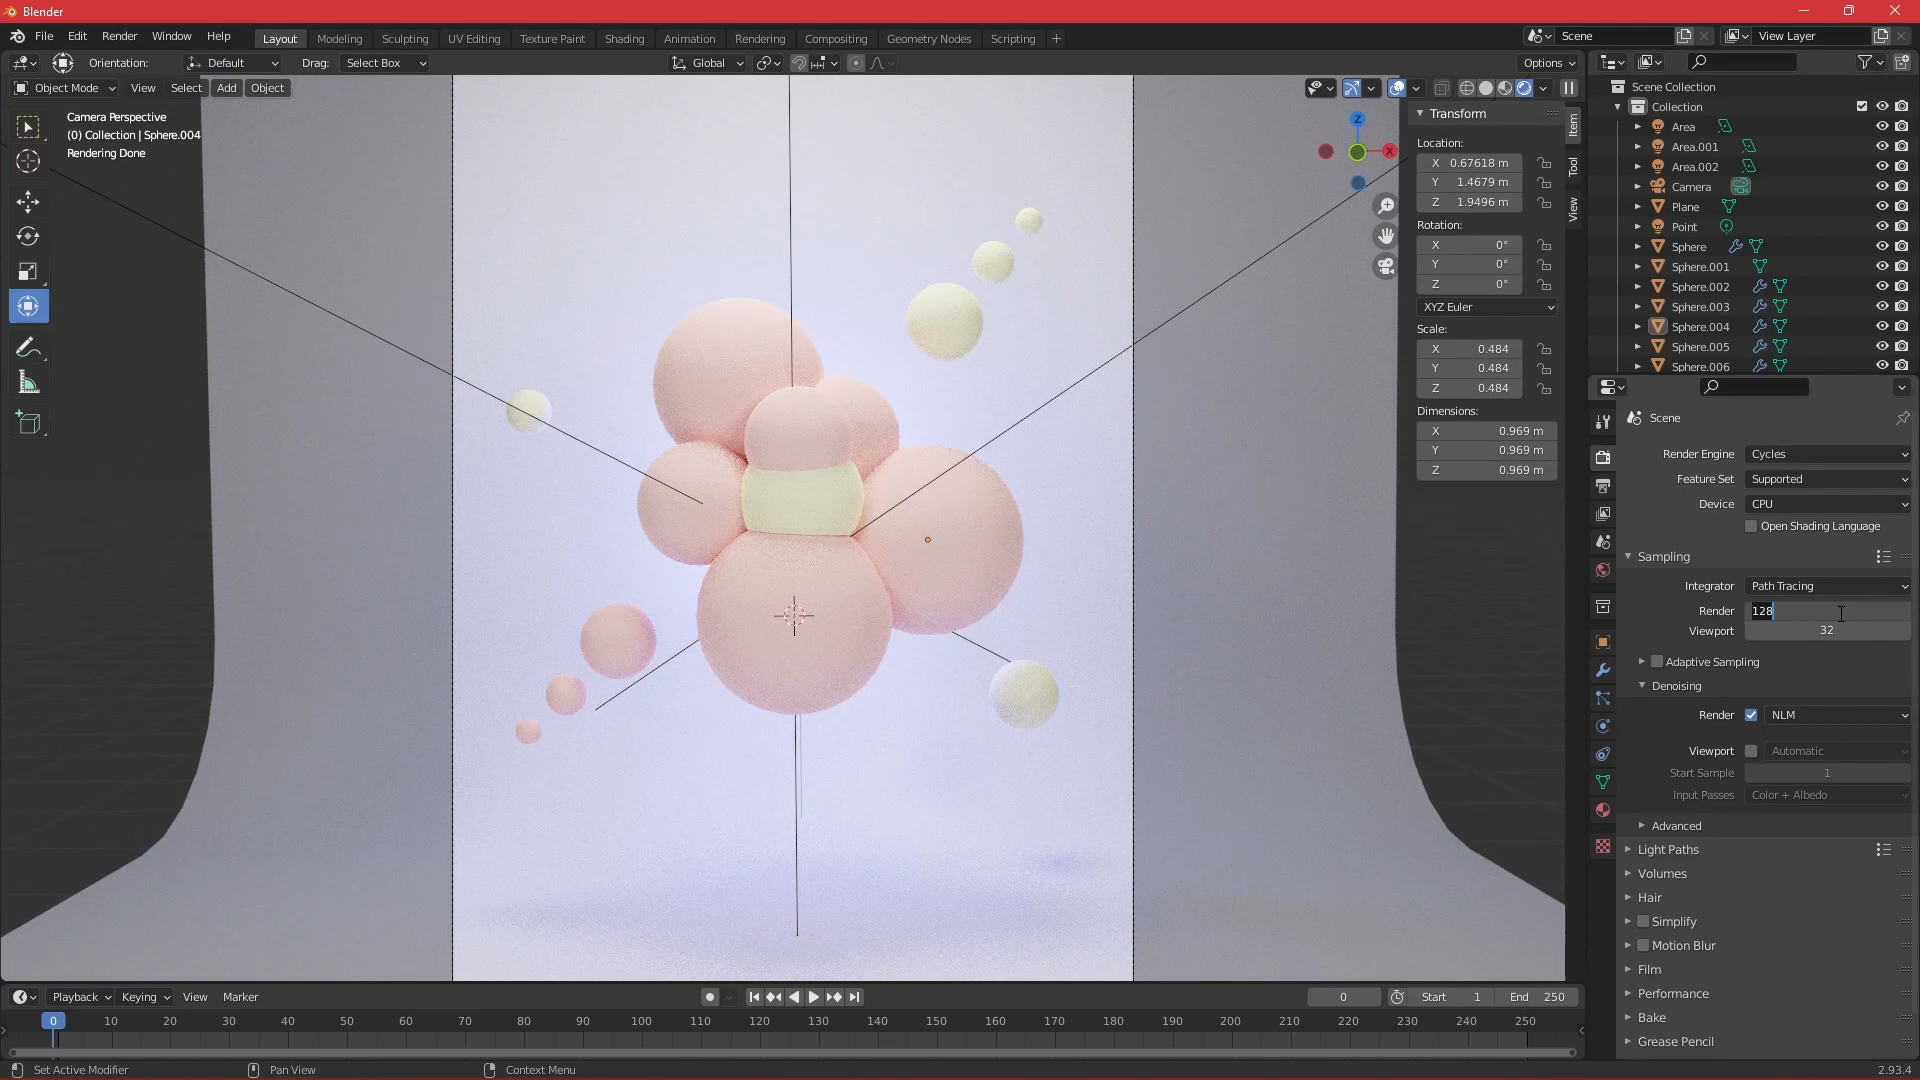 Blender
File Edit Render Window Help
Layout Modeling Sculpting UV Editing Texture Paint Shading Animation Rendering Compositing Geometry Nodes Scripting +
Scene
View Layer
Orientation: Default Drag: Select Box
Global
Options
Object Mode View Select Add Object
Camera Perspective
(0) Collection | Sphere.004
Rendering Done
Z
X
Transform
Location:
X 0.67618 m
Y 1.4679 m
Z 1.9496 m
Rotation:
X 0°
Y 0°
Z 0°
XYZ Euler
Scale:
X 0.484
Y 0.484
Z 0.484
Dimensions:
X 0.969 m
Y 0.969 m
Z 0.969 m
Item
Tool
View
Scene Collection
Collection
Area
Area.001
Area.002
Camera
Plane
Point
Sphere
Sphere.001
Sphere.002
Sphere.003
Sphere.004
Sphere.005
Sphere.006
Scene
Render Engine Cycles
Feature Set Supported
Device CPU
Open Shading Language
Sampling
Integrator Path Tracing
Render 128
Viewport 32
Adaptive Sampling
Denoising
Render NLM
Viewport Automatic
Start Sample 1
Input Passes Color + Albedo
Advanced
Light Paths
Volumes
Hair
Simplify
Motion Blur
Film
Performance
Bake
Grease Pencil
Playback Keying View Marker
0 Start 1 End 250
0 10 20 30 40 50 60 70 80 90 100 110 120 130 140 150 160 170 180 190 200 210 220 230 240 250
Set Active Modifier Pan View Context Menu 2.93.4